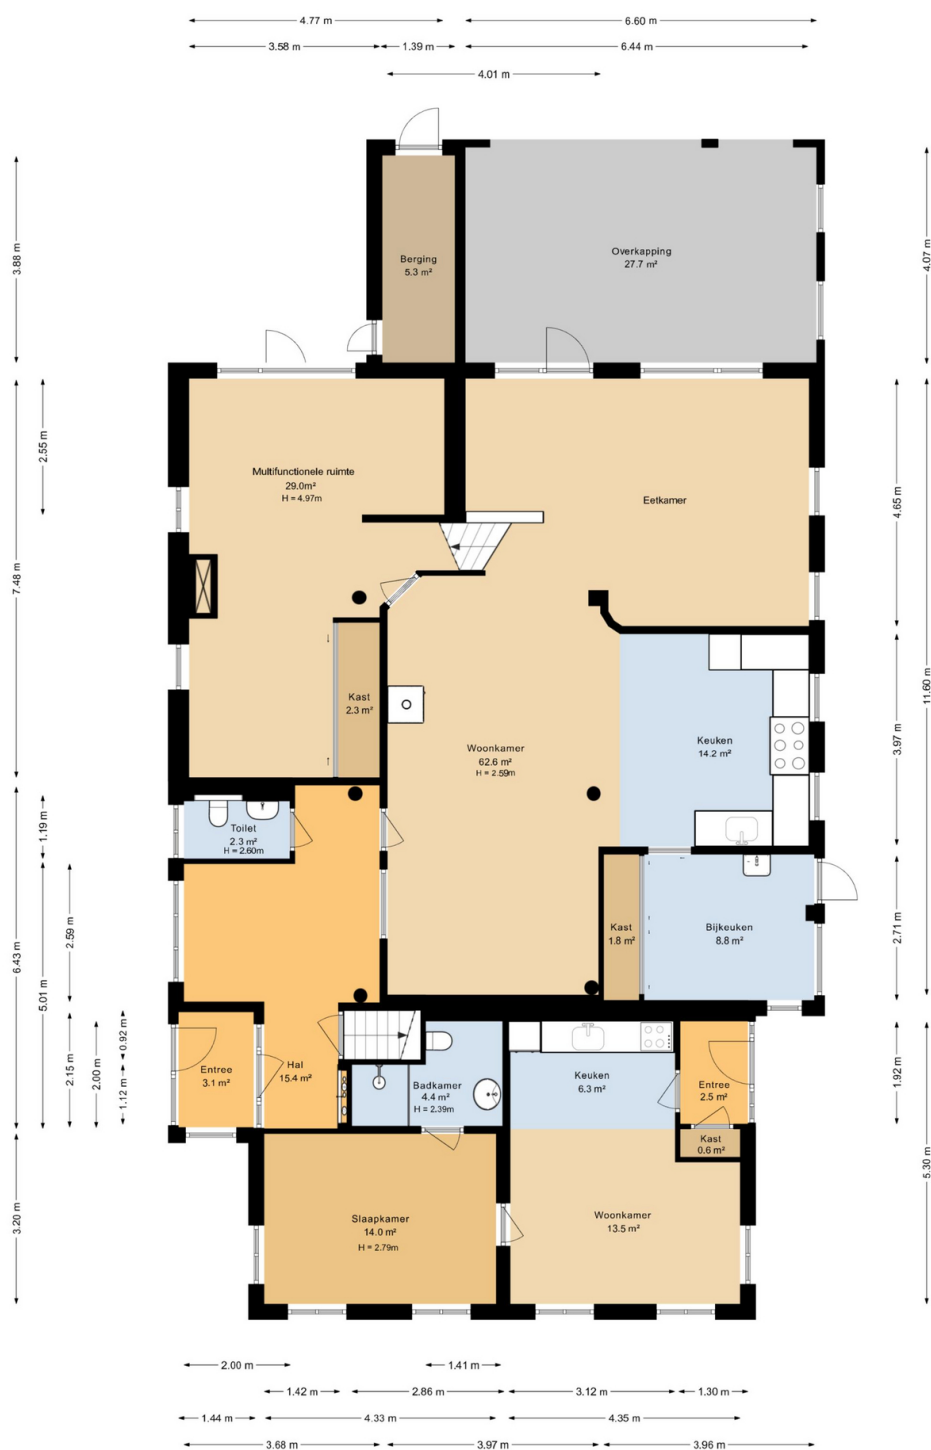 4.77 m
6.60 m
3.58 m
1.39 m
6.44 m
4.01 m
3.88 m
4.07 m
Berging
5.3 m²
Overkapping
27.7 m²
2.55 m
7.48 m
4.65 m
11.60 m
Multifunctionele ruimte
29.0m²
H = 4.97m
Eetkamer
Kast
2.3 m²
Woonkamer
62.6 m²
H = 2.59m
Keuken
14.2 m²
3.97 m
1.19 m
Toilet
2.3 m²
H = 2.60m
6.43 m
5.01 m
2.59 m
Kast
1.8 m²
Bijkeuken
8.8 m²
2.71 m
2.15 m
2.00 m
0.92 m
1.12 m
Entree
3.1 m²
Hal
15.4 m²
Badkamer
4.4 m²
H = 2.39m
Keuken
6.3 m²
Entree
2.5 m²
1.92 m
Kast
0.6 m²
5.30 m
3.20 m
Slaapkamer
14.0 m²
H = 2.79m
Woonkamer
13.5 m²
2.00 m
1.41 m
1.42 m
2.86 m
3.12 m
1.30 m
1.44 m
4.33 m
4.35 m
3.68 m
3.97 m
3.96 m